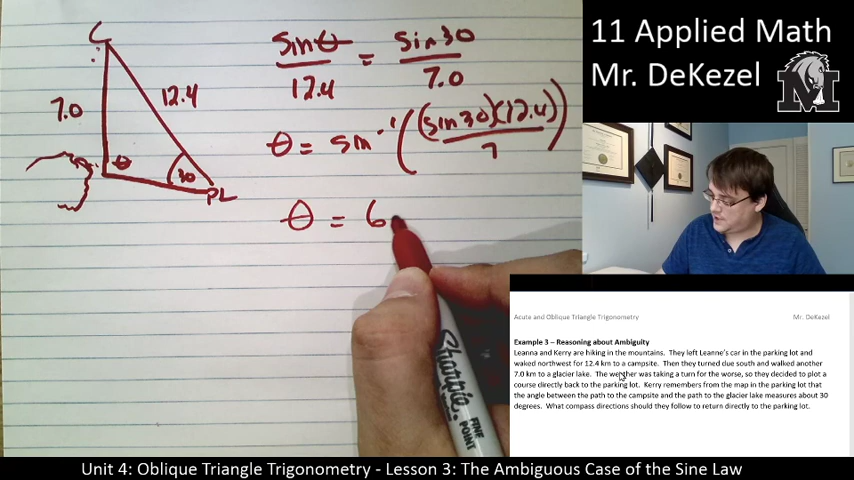 C
7.0
12.4
θ
30
PL
sinθ/12.4 = sin30/7.0
θ = sin⁻¹((sin30)(12.4)/7)
θ = 6
11 Applied Math
Mr. DeKezel
M
Acute and Oblique Triangle Trigonometry Mr. DeKezel
Example 3 – Reasoning about Ambiguity
Leanna and Kerry are hiking in the mountains. They left Leanne's car in the parking lot and
waked northwest for 12.4 km to a campsite. Then they turned due south and walked another
7.0 km to a glacier lake. The weather was taking a turn for the worse, so they decided to plot a
course directly back to the parking lot. Kerry remembers from the map in the parking lot that
the angle between the path to the campsite and the path to the glacier lake measures about 30
degrees. What compass directions should they follow to return directly to the parking lot.
Sharpie
FINE
POINT
Unit 4: Oblique Triangle Trigonometry - Lesson 3: The Ambiguous Case of the Sine Law